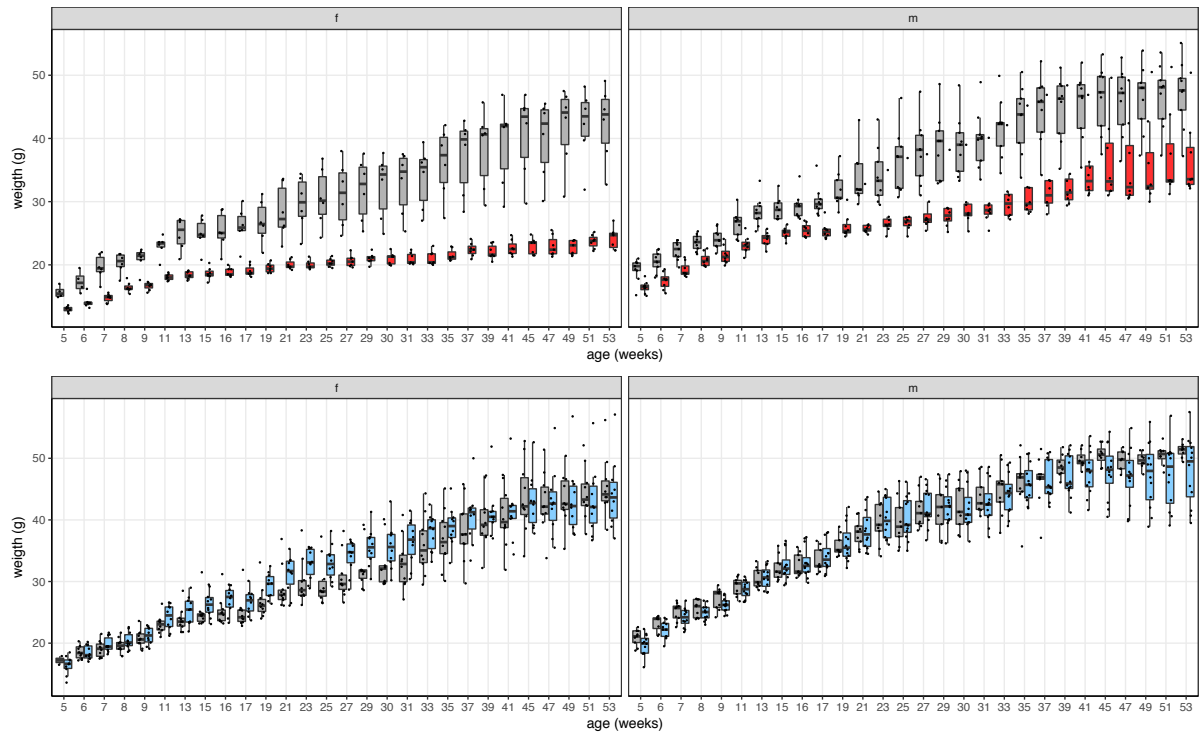 f
m
weigth (g)
50
40
30
20
5 6 7 8 9 11 13 15 16 17 19 21 23 25 27 29 30 31 33 35 37 39 41 45 47 49 51 53
5 6 7 8 9 11 13 15 16 17 19 21 23 25 27 29 30 31 33 35 37 39 41 45 47 49 51 53
age (weeks)
age (weeks)
f
m
weigth (g)
50
40
30
20
5 6 7 8 9 11 13 15 16 17 19 21 23 25 27 29 30 31 33 35 37 39 41 45 47 49 51 53
5 6 7 8 9 11 13 15 16 17 19 21 23 25 27 29 30 31 33 35 37 39 41 45 47 49 51 53
age (weeks)
age (weeks)